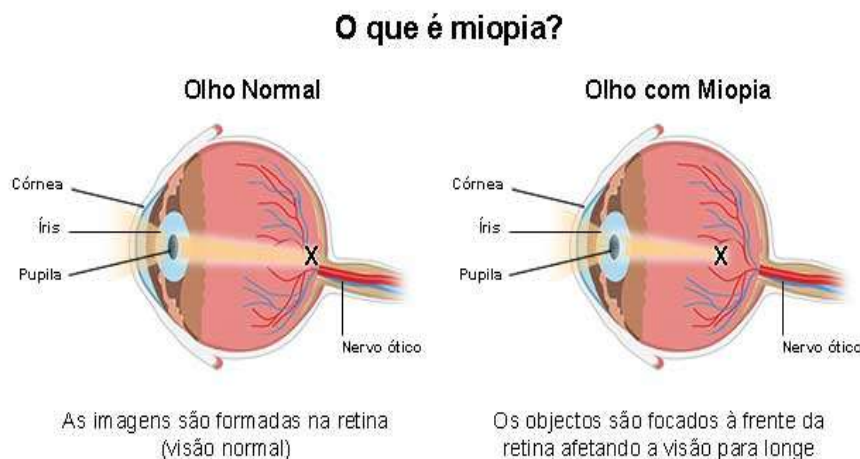 O que é miopia?
Olho Normal
Córnea
Íris
Pupila
X
Nervo ótico
As imagens são formadas na retina
(visão normal)
Olho com Miopia
Córnea
Íris
Pupila
X
Nervo ótico
Os objectos são focados à frente da
retina afetando a visão para longe